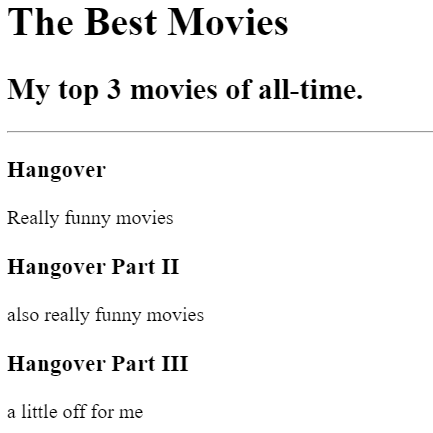 The Best Movies
My top 3 movies of all-time.
Hangover
Really funny movies
Hangover Part II
also really funny movies
Hangover Part III
a little off for me